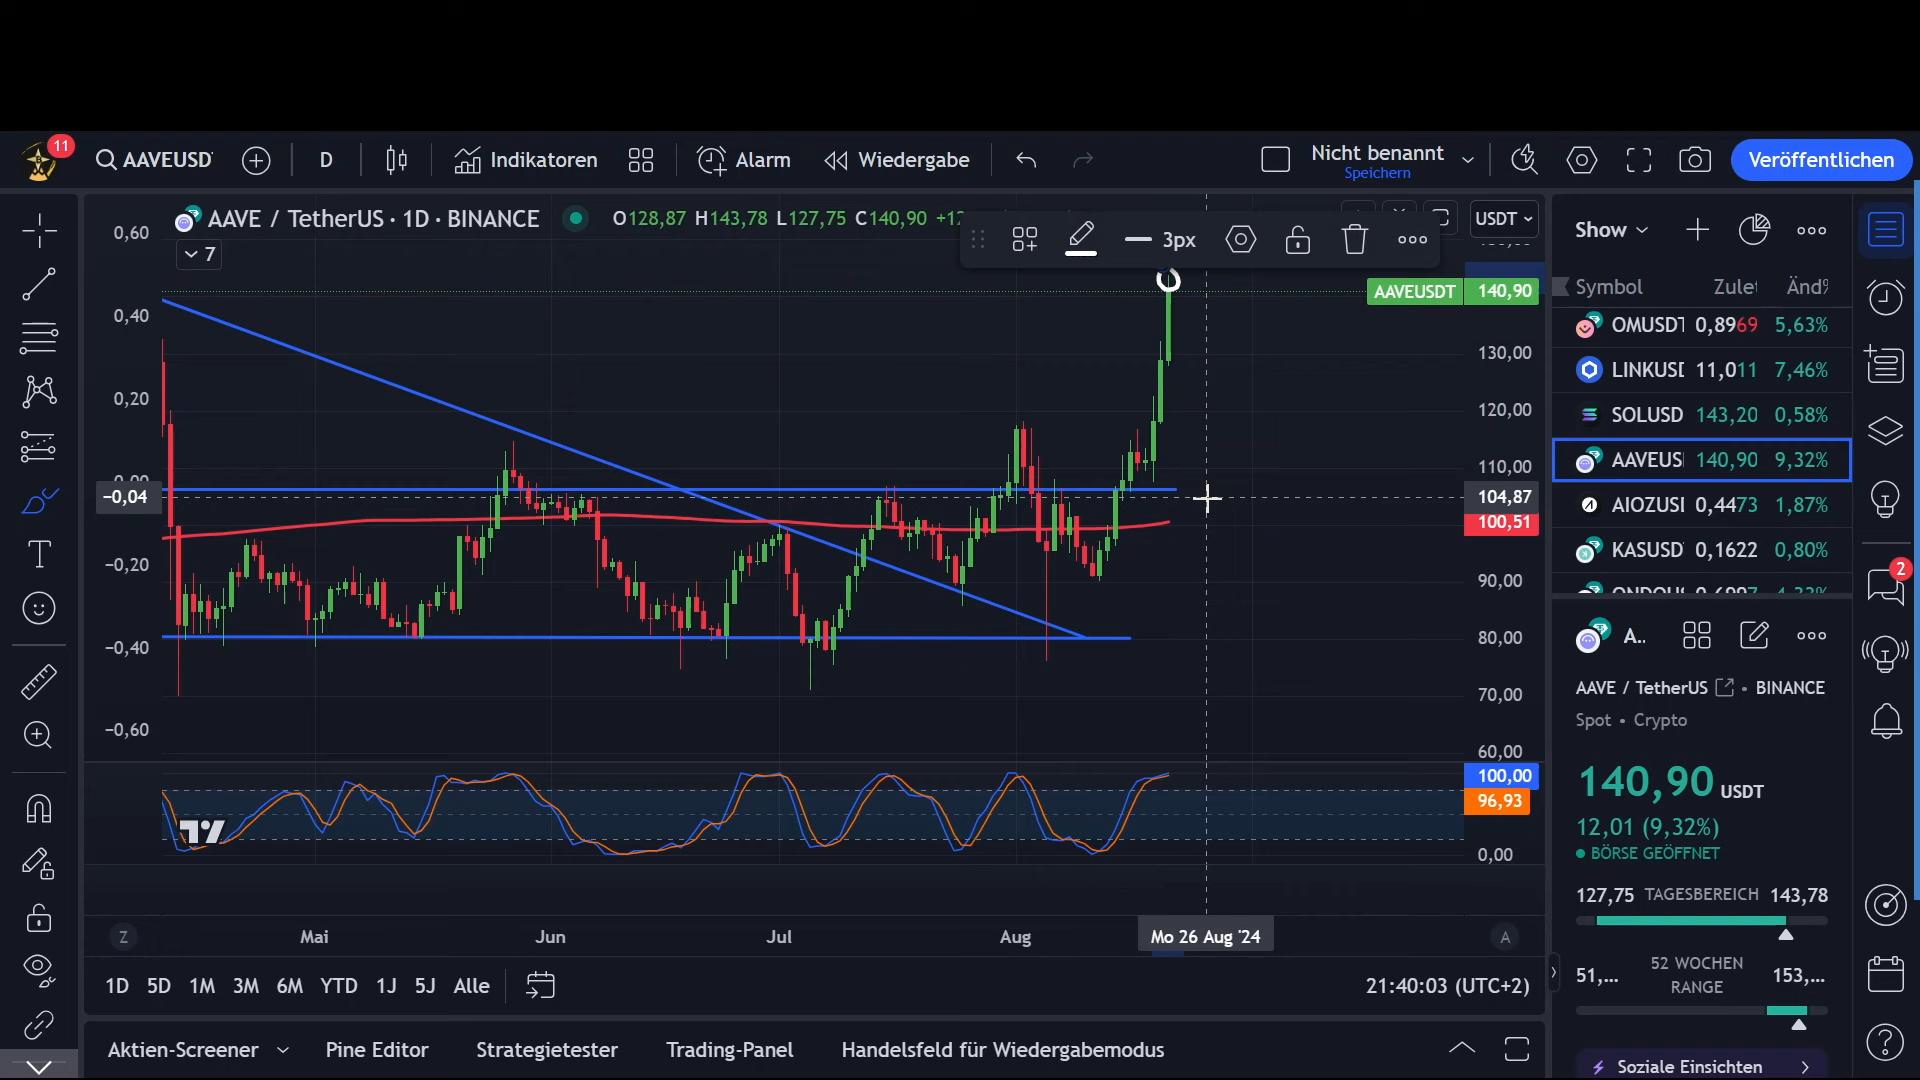 11
AAVEUSD
D
Indikatoren
Alarm
Wiedergabe
Nicht benannt
Speichern
Veröffentlichen
AAVE / TetherUS · 1D · BINANCE
O128,87 H143,78 L127,75 C140,90 +12
USDT
7
3px
0,60
0,40
0,20
−0,04
−0,20
−0,40
−0,60
AAVEUSDT 140,90
130,00
120,00
110,00
104,87
100,51
90,00
80,00
70,00
60,00
100,00
96,93
0,00
Z
Mai
Jun
Jul
Aug
Mo 26 Aug '24
A
1D 5D 1M 3M 6M YTD 1J 5J Alle
21:40:03 (UTC+2)
Aktien-Screener
Pine Editor
Strategietester
Trading-Panel
Handelsfeld für Wiedergabemodus
Show
Symbol Zulet Änd%
OMUSDT 0,8969 5,63%
LINKUSD 11,011 7,46%
SOLUSD 143,20 0,58%
AAVEUSI 140,90 9,32%
AIOZUSI 0,4473 1,87%
KASUSD 0,1622 0,80%
2
A..
AAVE / TetherUS • BINANCE
Spot • Crypto
140,90 USDT
12,01 (9,32%)
BÖRSE GEÖFFNET
127,75 TAGESBEREICH 143,78
51,... 52 WOCHEN RANGE 153,...
Soziale Einsichten